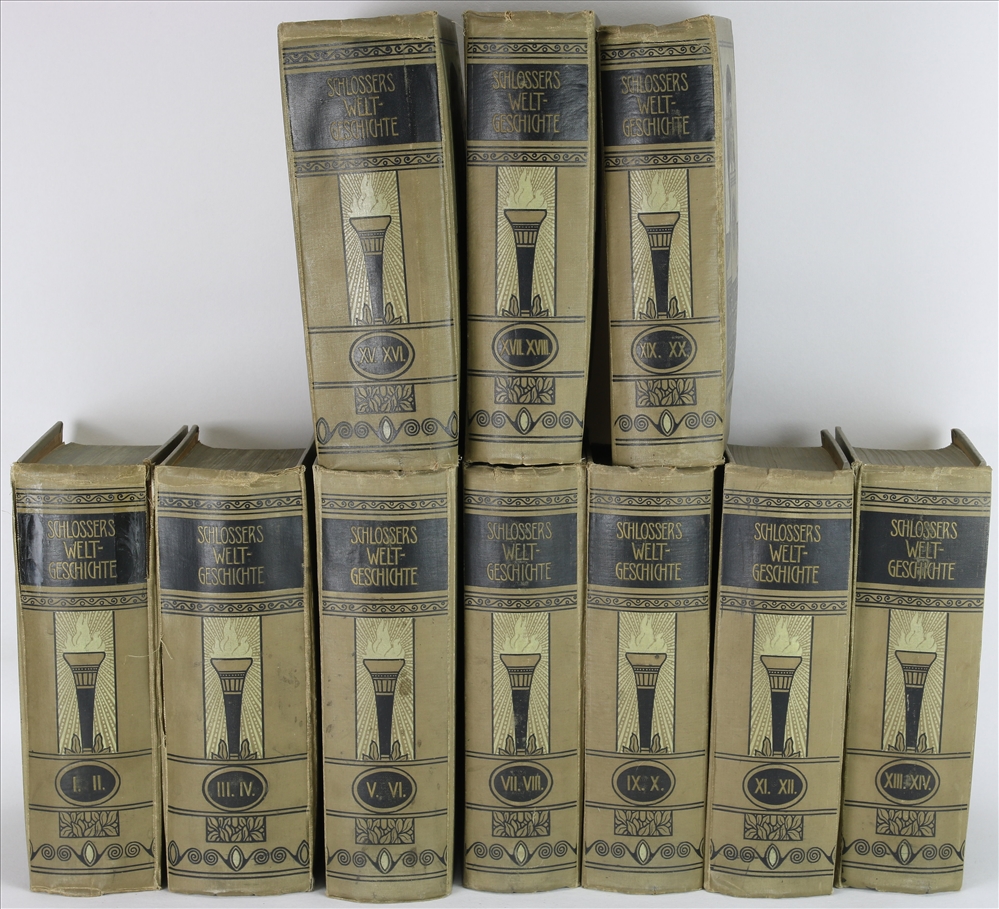 SCHLOSSERS
WELT-
GESCHICHTE
XV. XVI.
SCHLOSSERS
WELT-
GESCHICHTE
XVII. XVIII.
SCHLOSSERS
WELT-
GESCHICHTE
XIX. XX.
SCHLOSSERS
WELT-
GESCHICHTE
I. II.
SCHLOSSERS
WELT-
GESCHICHTE
III. IV.
SCHLOSSERS
WELT-
GESCHICHTE
V. VI.
SCHLOSSERS
WELT-
GESCHICHTE
VII. VIII.
SCHLOSSERS
WELT-
GESCHICHTE
IX. X.
SCHLOSSERS
WELT-
GESCHICHTE
XI. XII.
SCHLOSSERS
WELT-
GESCHICHTE
XIII. XIV.